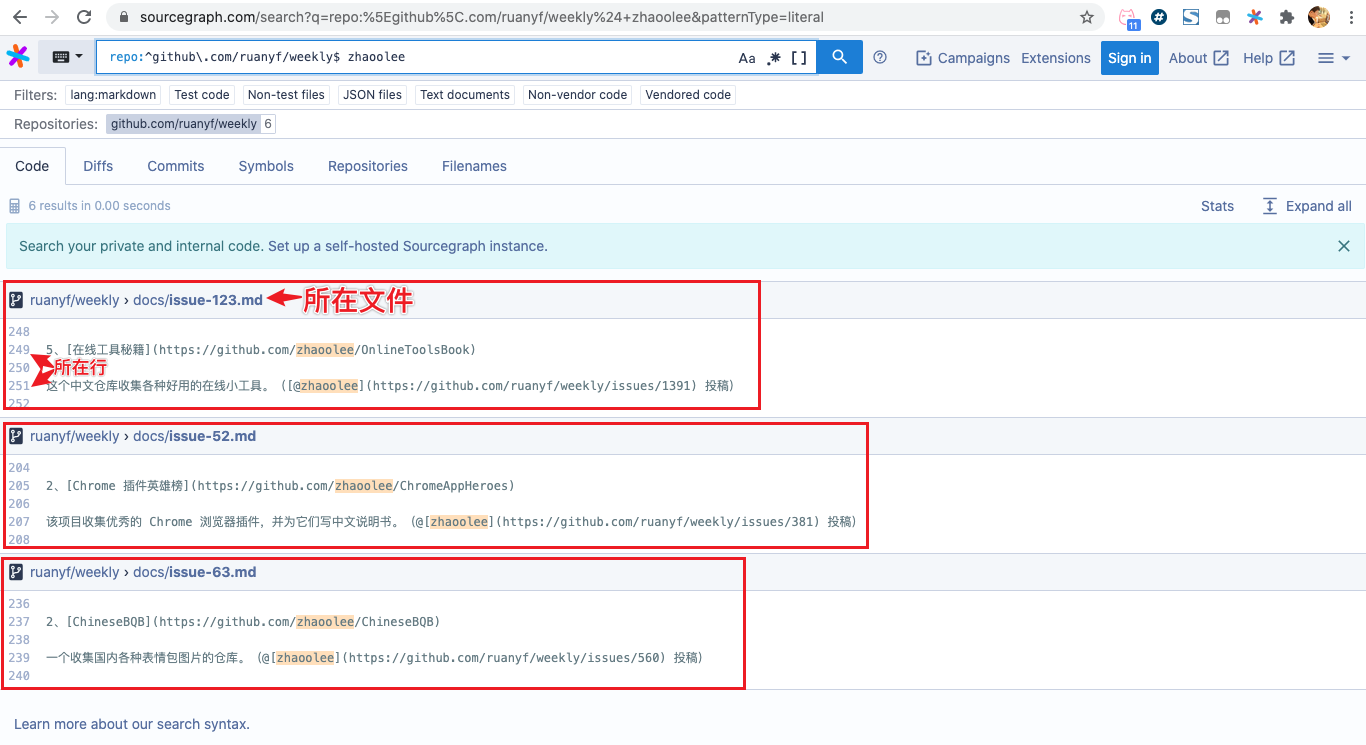 sourcegraph.com/search?q=repo:%5Egithub%5C.com/ruanyf/weekly%24+zhaoolee&patternType=literal
11
repo:^github\.com/ruanyf/weekly$ zhaoolee
Aa .* [ ]
Campaigns Extensions Sign in About Help
Filters: lang:markdown Test code Non-test files JSON files Text documents Non-vendor code Vendored code
Repositories: github.com/ruanyf/weekly 6
Code Diffs Commits Symbols Repositories Filenames
6 results in 0.00 seconds Stats Expand all
Search your private and internal code. Set up a self-hosted Sourcegraph instance.
ruanyf/weekly › docs/issue-123.md 所在文件
248
249 5、[在线工具秘籍](https://github.com/zhaoolee/OnlineToolsBook)
250 所在行
251 这个中文仓库收集各种好用的在线小工具。([@zhaoolee](https://github.com/ruanyf/weekly/issues/1391) 投稿)
252
ruanyf/weekly › docs/issue-52.md
204
205 2、[Chrome 插件英雄榜](https://github.com/zhaoolee/ChromeAppHeroes)
206
207 该项目收集优秀的 Chrome 浏览器插件，并为它们写中文说明书。（@[zhaoolee](https://github.com/ruanyf/weekly/issues/381) 投稿）
208
ruanyf/weekly › docs/issue-63.md
236
237 2、[ChineseBQB](https://github.com/zhaoolee/ChineseBQB)
238
239 一个收集国内各种表情包图片的仓库。（@[zhaoolee](https://github.com/ruanyf/weekly/issues/560) 投稿）
240
Learn more about our search syntax.